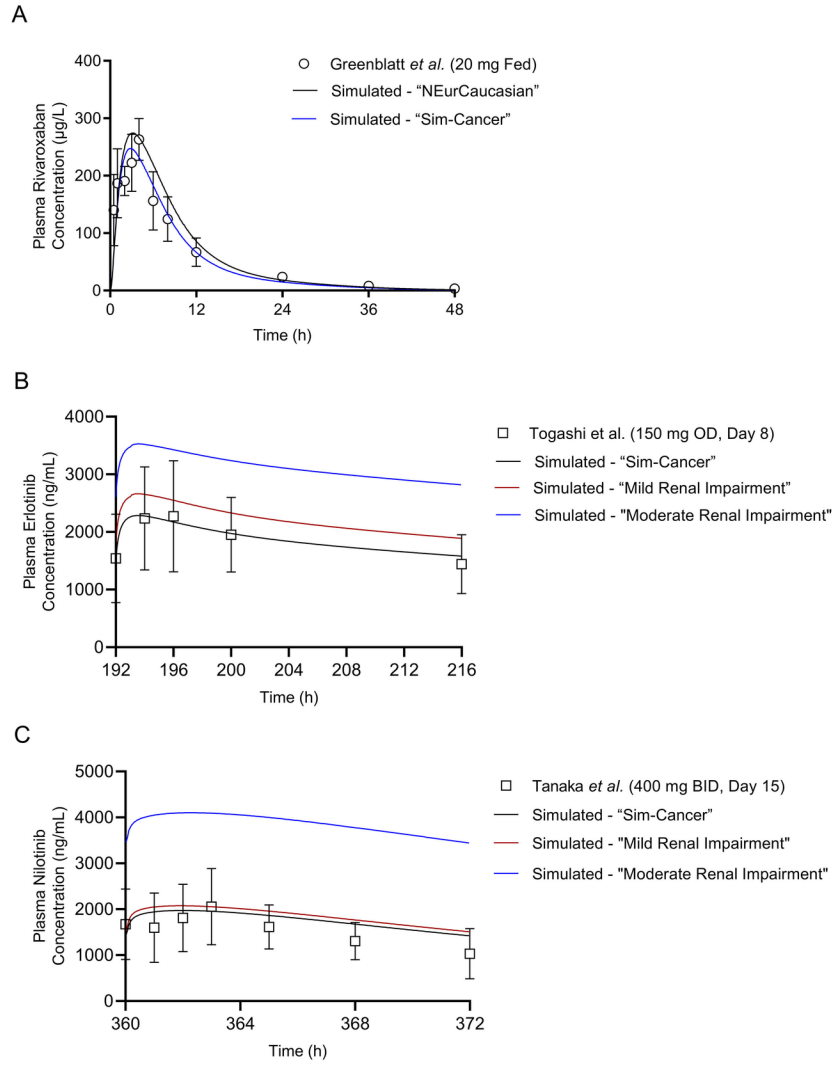 A
Plasma Rivaroxaban
Concentration (µg/L)
400
300
200
100
0
0 12 24 36 48
Time (h)
Greenblatt et al. (20 mg Fed)
Simulated - “NEurCaucasian”
Simulated - “Sim-Cancer”
B
Plasma Erlotinib
Concentration (ng/mL)
4000
3000
2000
1000
0
192 196 200 204 208 212 216
Time (h)
Togashi et al. (150 mg OD, Day 8)
Simulated - “Sim-Cancer”
Simulated - “Mild Renal Impairment”
Simulated - "Moderate Renal Impairment"
C
Plasma Nilotinib
Concentration (ng/mL)
5000
4000
3000
2000
1000
0
360 364 368 372
Time (h)
Tanaka et al. (400 mg BID, Day 15)
Simulated - “Sim-Cancer”
Simulated - "Mild Renal Impairment"
Simulated - "Moderate Renal Impairment"